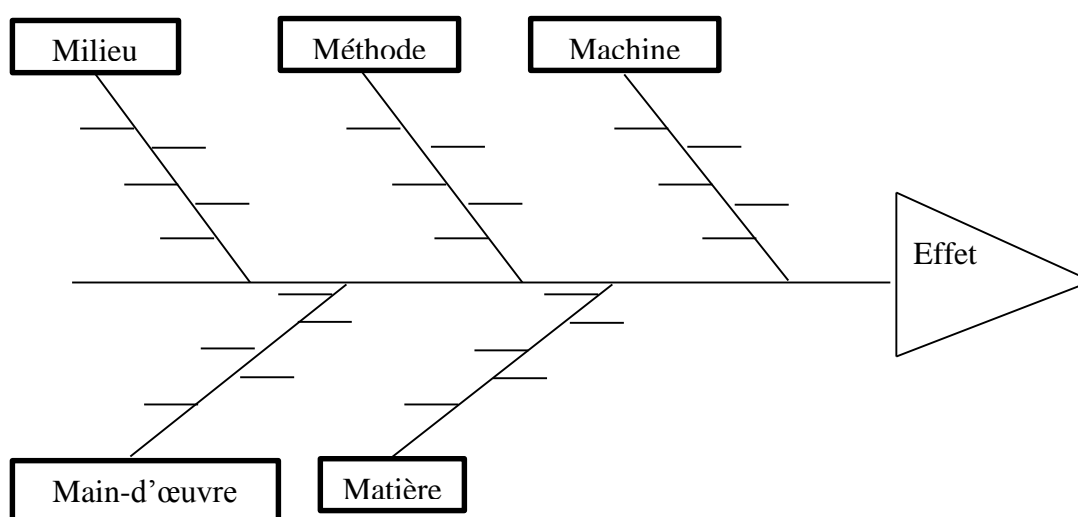 Milieu
Méthode
Machine
Effet
Main-d'œuvre
Matière